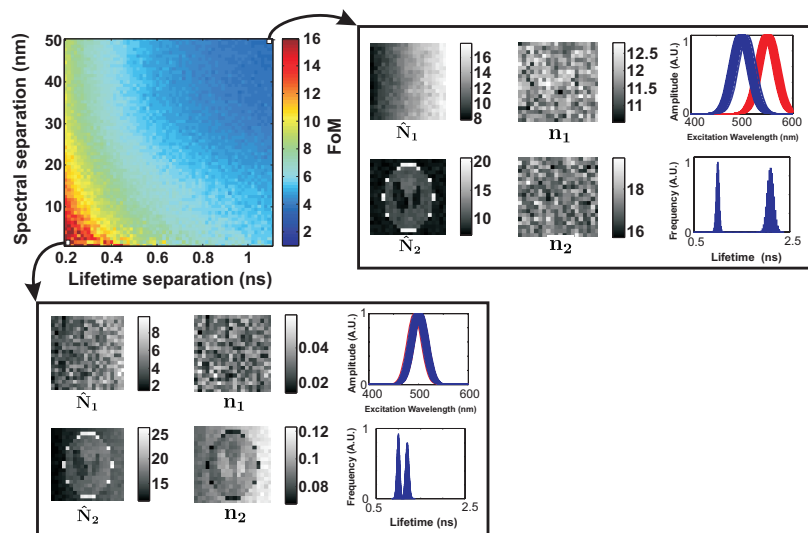 50
40
30
20
10
Spectral separation (nm)
0.2 0.4 0.6 0.8 1
Lifetime separation (ns)
16
14
12
10
8
6
4
2
FoM
N̂₁
16
14
12
10
8
n₁
12.5
12
11.5
11
1
0
Amplitude (A.U.)
400 500 600
Excitation Wavelength (nm)
N̂₂
20
15
10
n₂
18
16
1
0
Frequency (A.U.)
0.5 2.5
Lifetime (ns)
N̂₁
8
6
4
2
n₁
0.04
0.02
1
0
Amplitude (A.U.)
400 500 600
Excitation Wavelength (nm)
N̂₂
25
20
15
n₂
0.12
0.1
0.08
1
0
Frequency (A.U.)
0.5 2.5
Lifetime (ns)